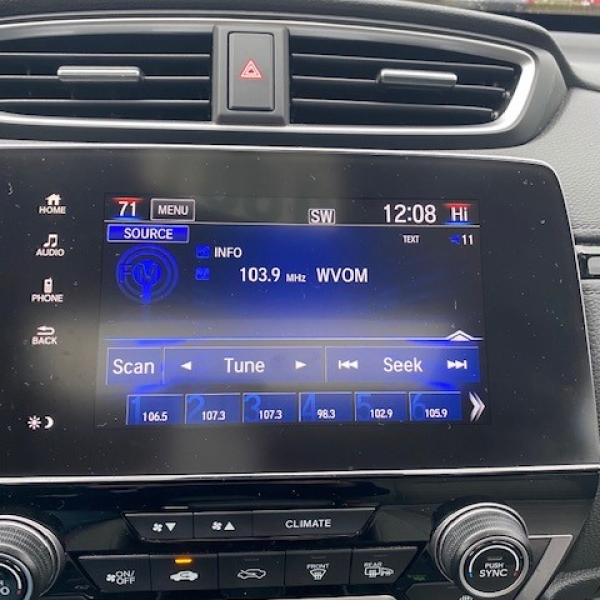 HOME
AUDIO
PHONE
BACK
71 MENU SW 12:08 Hi
SOURCE TEXT 11
FM INFO
103.9 MHz WVOM
Scan Tune Seek
1 2 3 4 5 6
106.5 107.3 107.3 98.3 102.9 105.9
CLIMATE
ON/OFF FRONT REAR
PUSH
SYNC